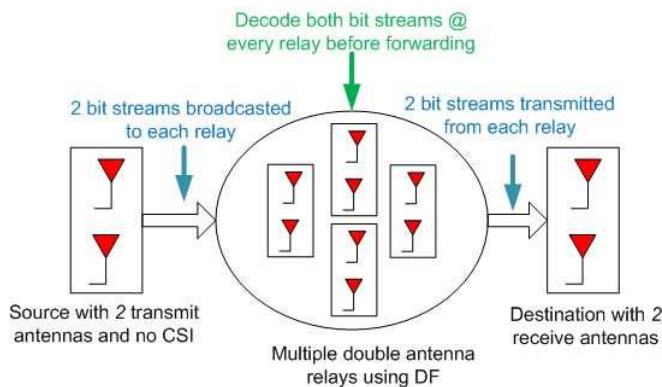 Decode both bit streams @
every relay before forwarding
2 bit streams broadcasted
to each relay
2 bit streams transmitted
from each relay
Source with 2 transmit
antennas and no CSI
Multiple double antenna
relays using DF
Destination with 2
receive antennas